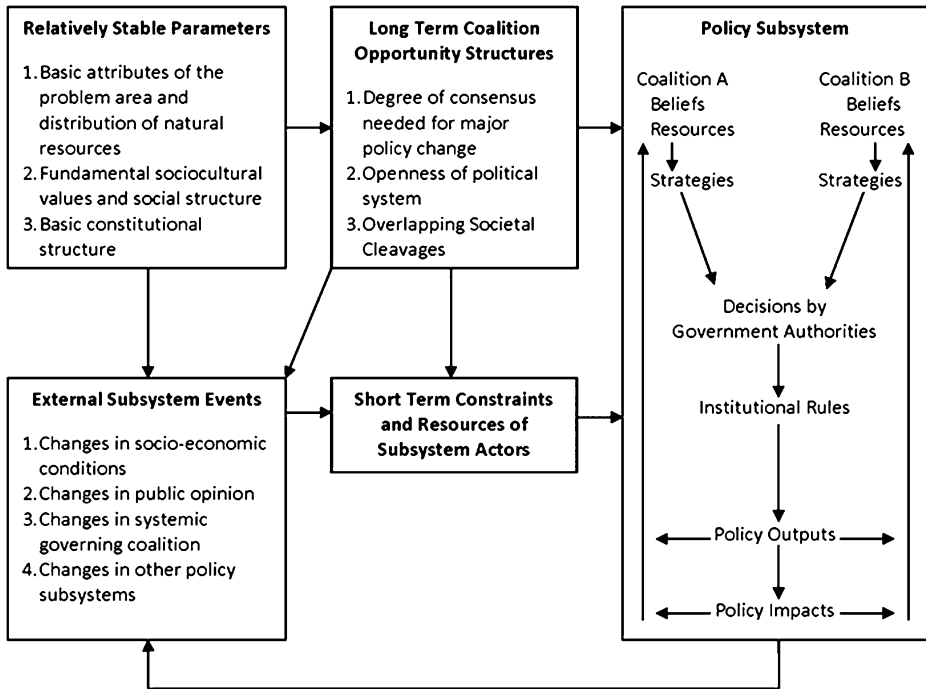 Relatively Stable Parameters
1. Basic attributes of the
problem area and
distribution of natural
resources
2. Fundamental sociocultural
values and social structure
3. Basic constitutional
structure
Long Term Coalition
Opportunity Structures
1. Degree of consensus
needed for major
policy change
2. Openness of political
system
3. Overlapping Societal
Cleavages
Policy Subsystem
Coalition A
Beliefs
Resources
Strategies
Coalition B
Beliefs
Resources
Strategies
Decisions by
Government Authorities
Institutional Rules
Policy Outputs
Policy Impacts
External Subsystem Events
1. Changes in socio-economic
conditions
2. Changes in public opinion
3. Changes in systemic
governing coalition
4. Changes in other policy
subsystems
Short Term Constraints
and Resources of
Subsystem Actors